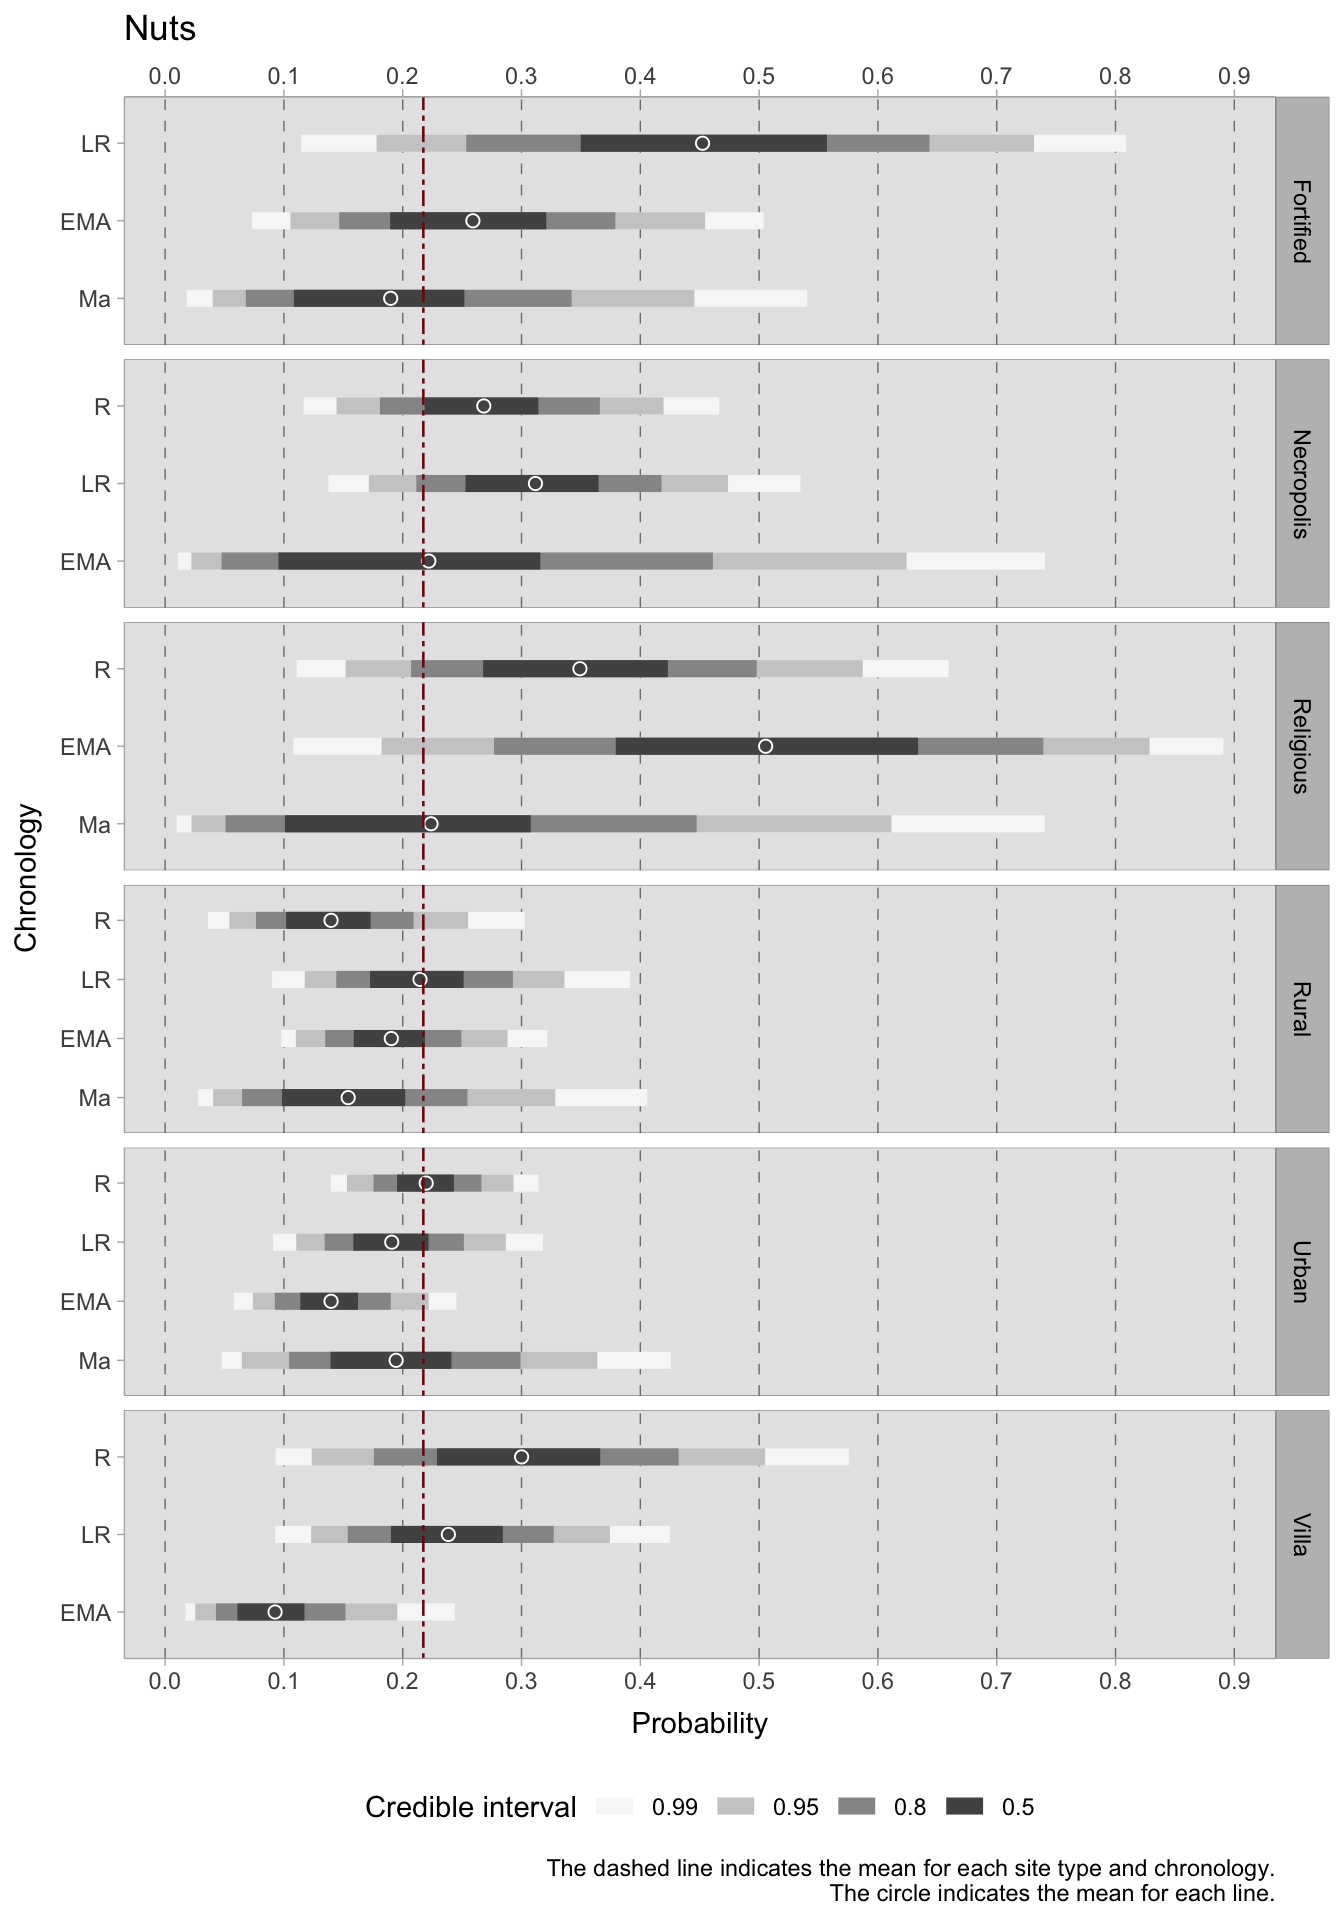 Nuts
0.0 0.1 0.2 0.3 0.4 0.5 0.6 0.7 0.8 0.9
Chronology
LR
EMA
Ma
Fortified
R
LR
EMA
Necropolis
R
EMA
Ma
Religious
R
LR
EMA
Ma
Rural
R
LR
EMA
Ma
Urban
R
LR
EMA
Villa
0.0 0.1 0.2 0.3 0.4 0.5 0.6 0.7 0.8 0.9
Probability
Credible interval 0.99 0.95 0.8 0.5
The dashed line indicates the mean for each site type and chronology.
The circle indicates the mean for each line.